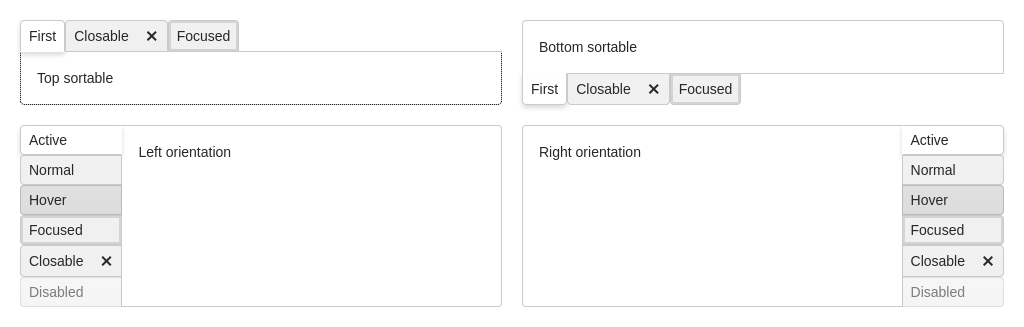 First Closable ✕ Focused
Top sortable
Bottom sortable
First Closable ✕ Focused
Active
Normal
Hover
Focused
Closable ✕
Disabled
Left orientation
Right orientation
Active
Normal
Hover
Focused
Closable ✕
Disabled